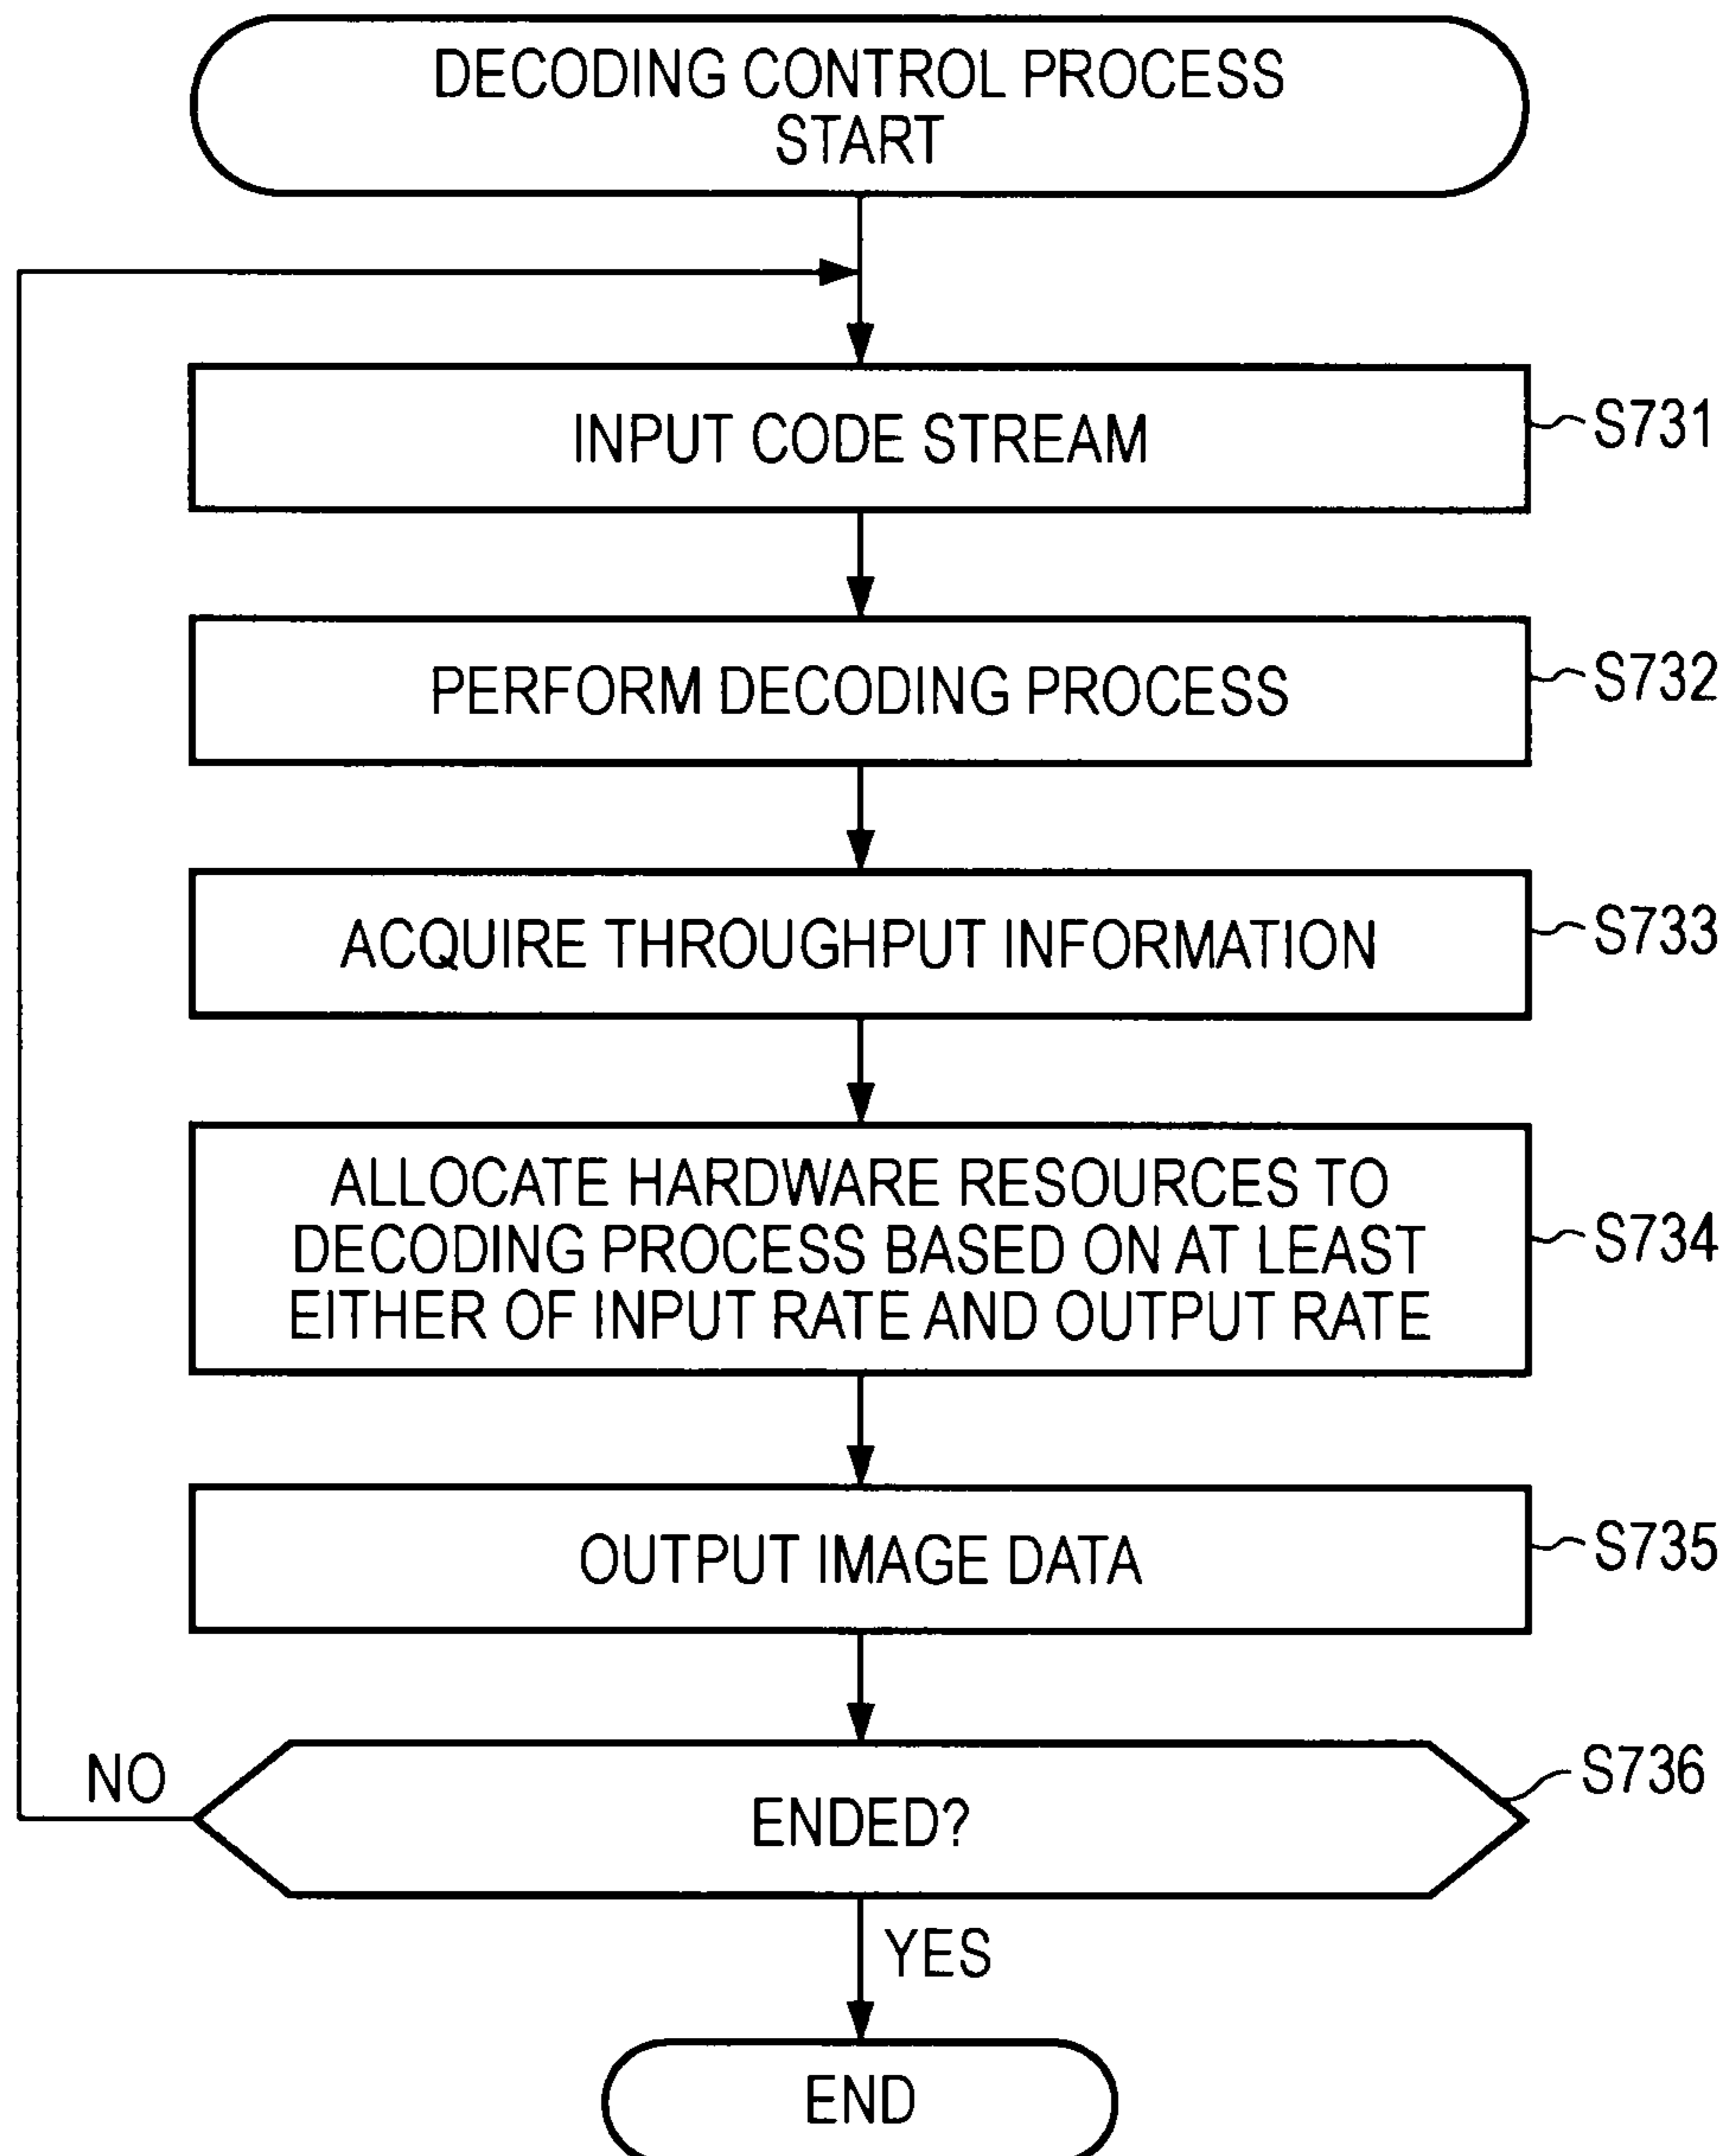 DECODING CONTROL PROCESS
START
INPUT CODE STREAM
S731
PERFORM DECODING PROCESS
S732
ACQUIRE THROUGHPUT INFORMATION
S733
ALLOCATE HARDWARE RESOURCES TO
DECODING PROCESS BASED ON AT LEAST
EITHER OF INPUT RATE AND OUTPUT RATE
S734
OUTPUT IMAGE DATA
S735
NO
ENDED?
S736
YES
END